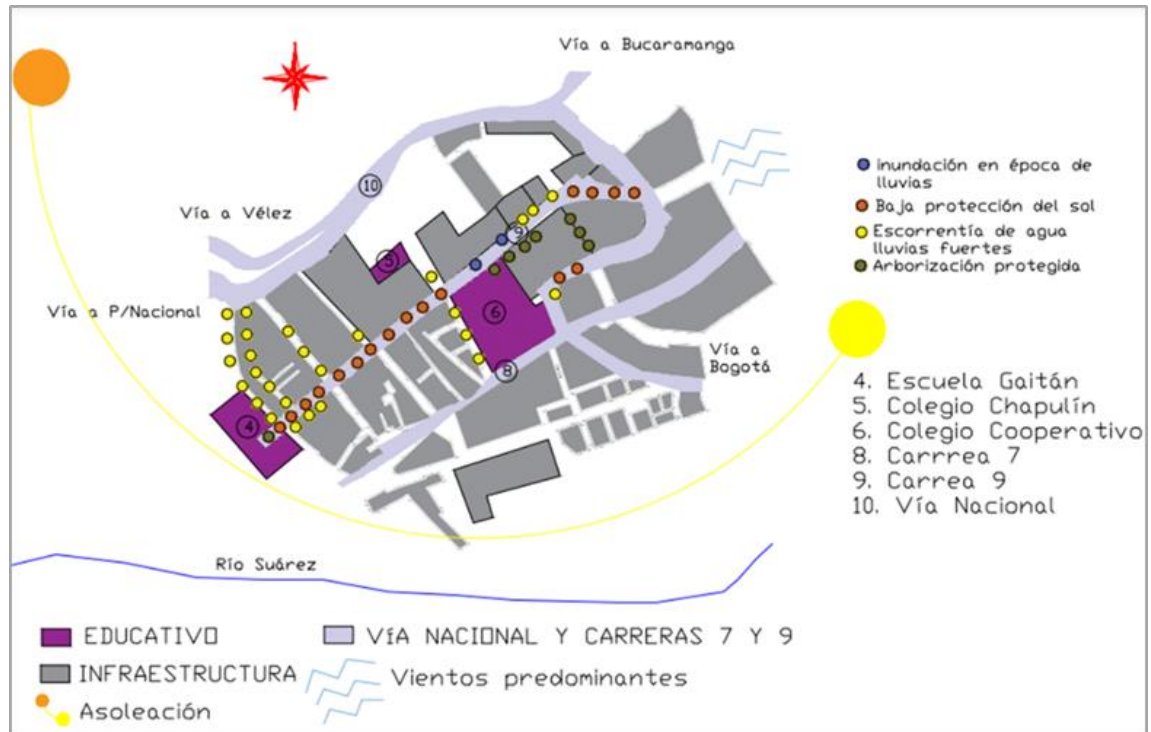 Vía a Bucaramanga
inundación en época de
lluvias
Baja protección del sol
Escorrentía de agua
lluvias fuertes
Arborización protegida
10
Vía a Vélez
9
5
Vía a P/Nacional
6
Vía a
Bogotá
8
4
4. Escuela Gaitán
5. Colegio Chapulín
6. Colegio Cooperativo
8. Carrrea 7
9. Carrea 9
10. Vía Nacional
Río Suárez
EDUCATIVO
VíA NACIONAL Y CARRERAS 7 Y 9
INFRAESTRUCTURA
Vientos predominantes
Asoleación